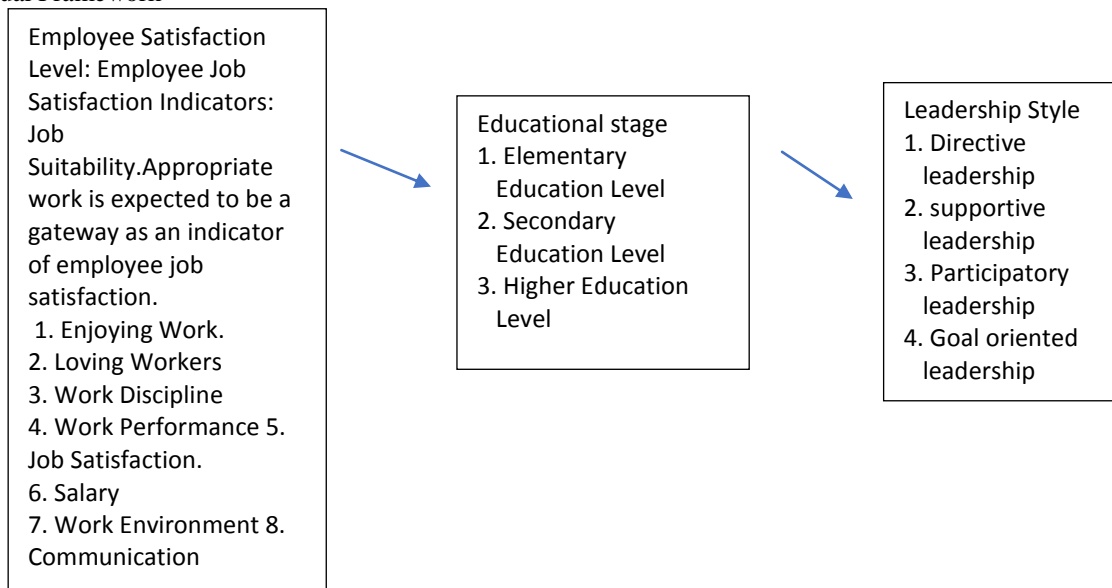 Employee Satisfaction
Level: Employee Job
Satisfaction Indicators:
Job
Suitability.Appropriate
work is expected to be a
gateway as an indicator
of employee job
satisfaction.
1. Enjoying Work.
2. Loving Workers
3. Work Discipline
4. Work Performance 5.
Job Satisfaction.
6. Salary
7. Work Environment 8.
Communication
Educational stage
1. Elementary
Education Level
2. Secondary
Education Level
3. Higher Education
Level
Leadership Style
1. Directive
leadership
2. supportive
leadership
3. Participatory
leadership
4. Goal oriented
leadership